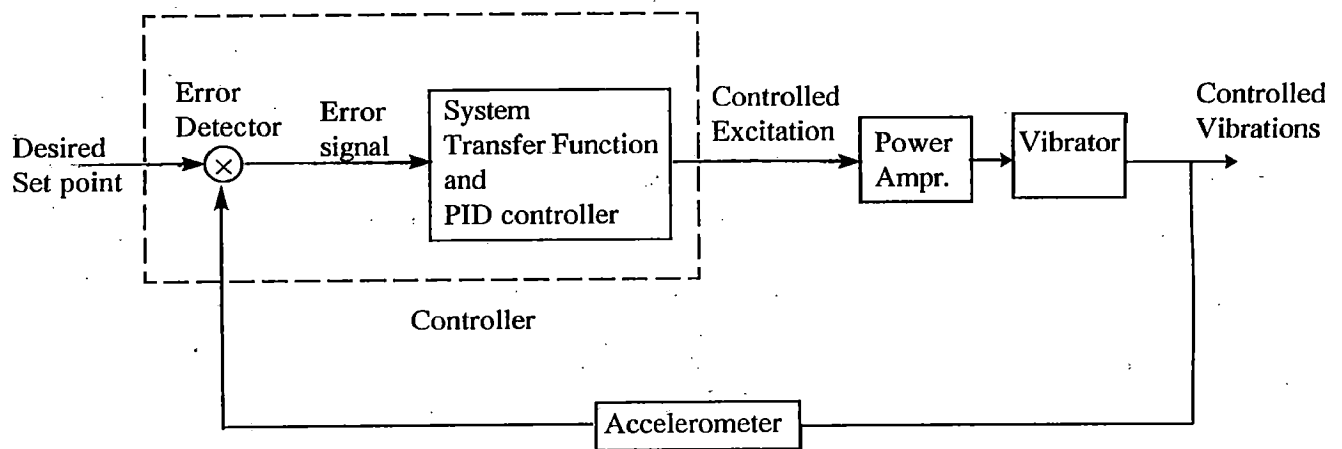 Desired
Set point
Error
Detector
Error
signal
System
Transfer Function
and
PID controller
Controlled
Excitation
Power
Ampr.
Vibrator
Controlled
Vibrations
Controller
Accelerometer